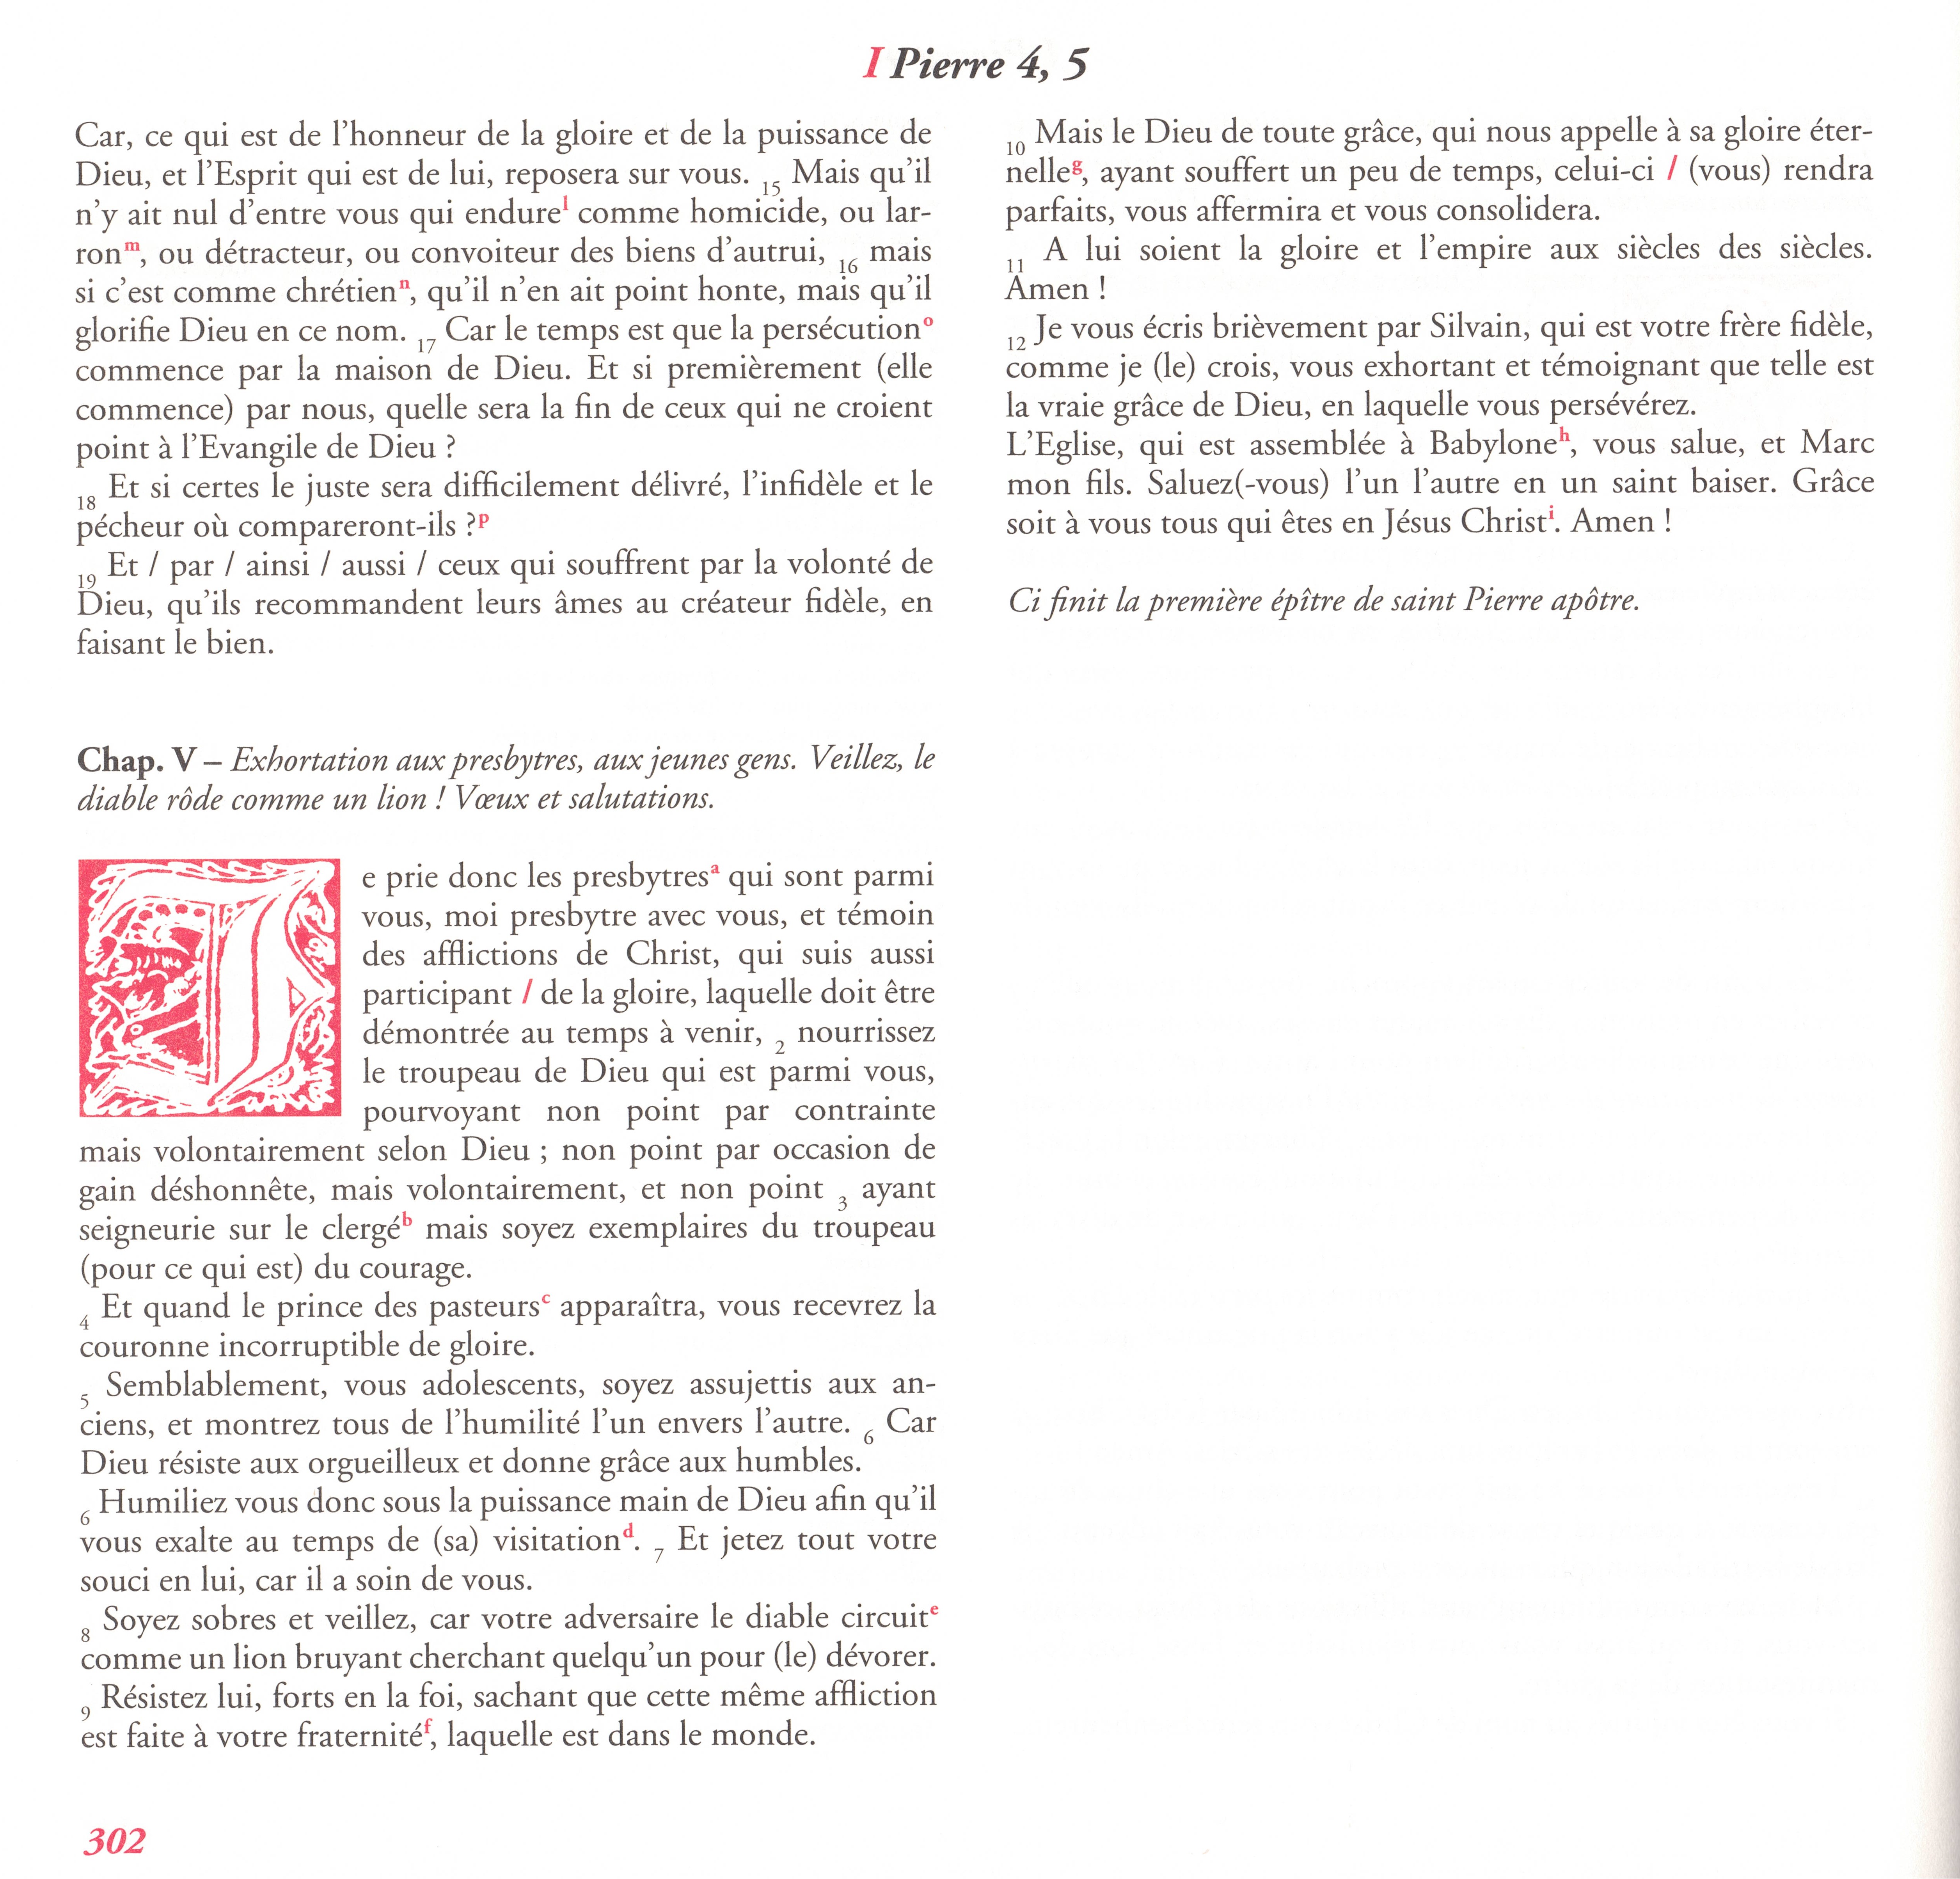 I Pierre 4, 5
Car, ce qui est de l’honneur de la gloire et de la puissance de
Dieu, et l’Esprit qui est de lui, reposera sur vous. 15 Mais qu’il
n’y ait nul d’entre vous qui endurel comme homicide, ou lar-
ronm, ou détracteur, ou convoiteur des biens d’autrui, 16 mais
si c’est comme chrétienn, qu’il n’en ait point honte, mais qu’il
glorifie Dieu en ce nom. 17 Car le temps est que la persécutiono
commence par la maison de Dieu. Et si premièrement (elle
commence) par nous, quelle sera la fin de ceux qui ne croient
point à l’Evangile de Dieu ?
18 Et si certes le juste sera difficilement délivré, l’infidèle et le
pécheur où compareront-ils ?p
19 Et / par / ainsi / aussi / ceux qui souffrent par la volonté de
Dieu, qu’ils recommandent leurs âmes au créateur fidèle, en
faisant le bien.
Chap. V – Exhortation aux presbytres, aux jeunes gens. Veillez, le
diable rôde comme un lion ! Vœux et salutations.
I
e prie donc les presbytresa qui sont parmi
vous, moi presbytre avec vous, et témoin
des afflictions de Christ, qui suis aussi
participant / de la gloire, laquelle doit être
démontrée au temps à venir, 2 nourrissez
le troupeau de Dieu qui est parmi vous,
pourvoyant non point par contrainte
mais volontairement selon Dieu ; non point par occasion de
gain déshonnête, mais volontairement, et non point 3 ayant
seigneurie sur le clergéb mais soyez exemplaires du troupeau
(pour ce qui est) du courage.
4 Et quand le prince des pasteursc apparaîtra, vous recevrez la
couronne incorruptible de gloire.
5 Semblablement, vous adolescents, soyez assujettis aux an-
ciens, et montrez tous de l’humilité l’un envers l’autre. 6 Car
Dieu résiste aux orgueilleux et donne grâce aux humbles.
6 Humiliez vous donc sous la puissance main de Dieu afin qu’il
vous exalte au temps de (sa) visitationd. 7 Et jetez tout votre
souci en lui, car il a soin de vous.
8 Soyez sobres et veillez, car votre adversaire le diable circuite
comme un lion bruyant cherchant quelqu’un pour (le) dévorer.
9 Résistez lui, forts en la foi, sachant que cette même affliction
est faite à votre fraternitéf, laquelle est dans le monde.
10 Mais le Dieu de toute grâce, qui nous appelle à sa gloire éter-
nelleg, ayant souffert un peu de temps, celui-ci / (vous) rendra
parfaits, vous affermira et vous consolidera.
11 A lui soient la gloire et l’empire aux siècles des siècles.
Amen !
12 Je vous écris brièvement par Silvain, qui est votre frère fidèle,
comme je (le) crois, vous exhortant et témoignant que telle est
la vraie grâce de Dieu, en laquelle vous persévérez.
L’Eglise, qui est assemblée à Babyloneh, vous salue, et Marc
mon fils. Saluez(-vous) l’un l’autre en un saint baiser. Grâce
soit à vous tous qui êtes en Jésus Christi. Amen !
Ci finit la première épître de saint Pierre apôtre.
302